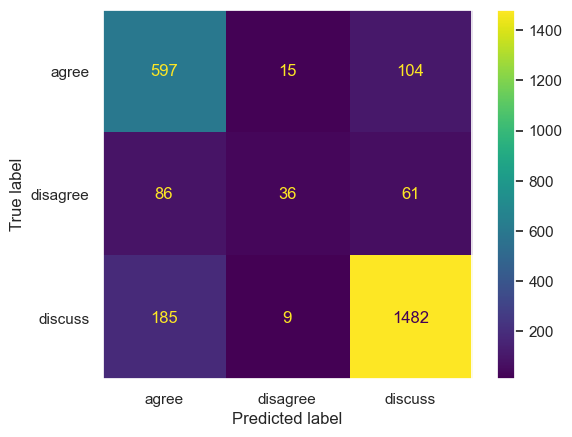 True label
agree
597
15
104
disagree
86
36
61
discuss
185
9
1482
agree
disagree
discuss
Predicted label
1400
1200
1000
800
600
400
200